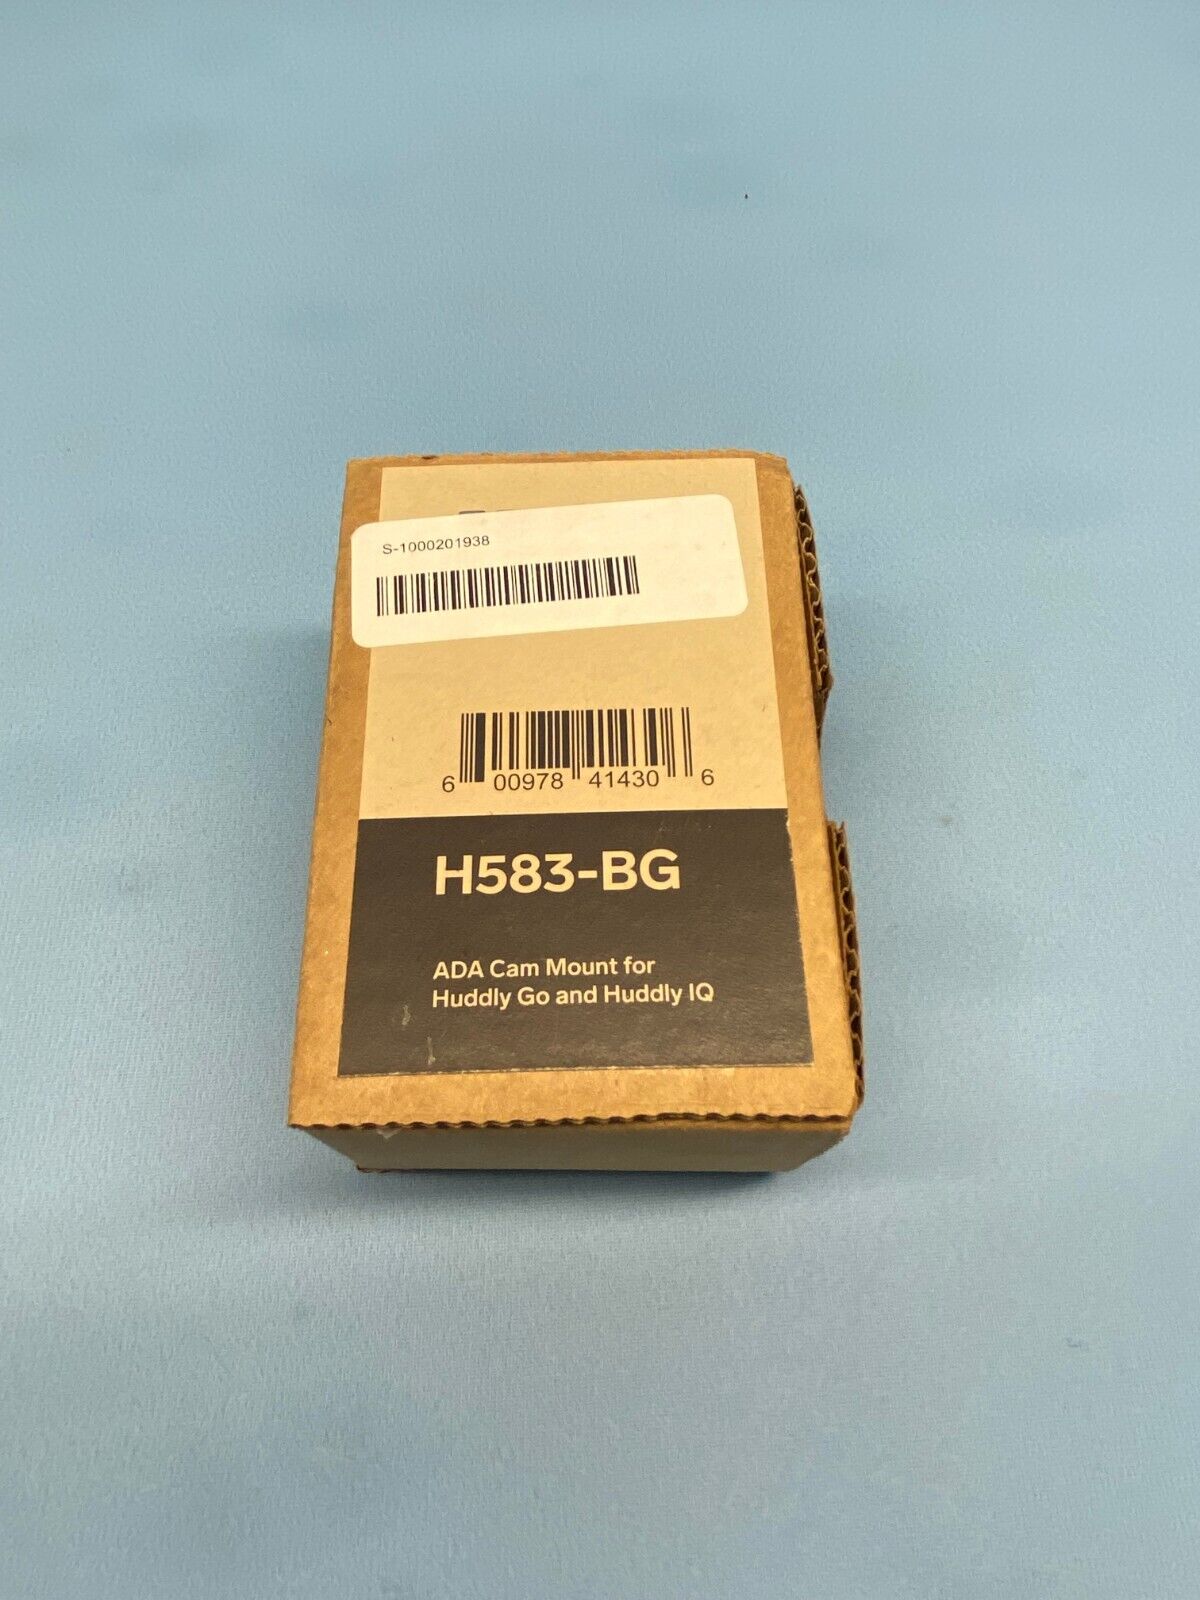 S-1000201938
6 00978 41430 6
H583-BG
ADA Cam Mount for
Huddly Go and Huddly IQ